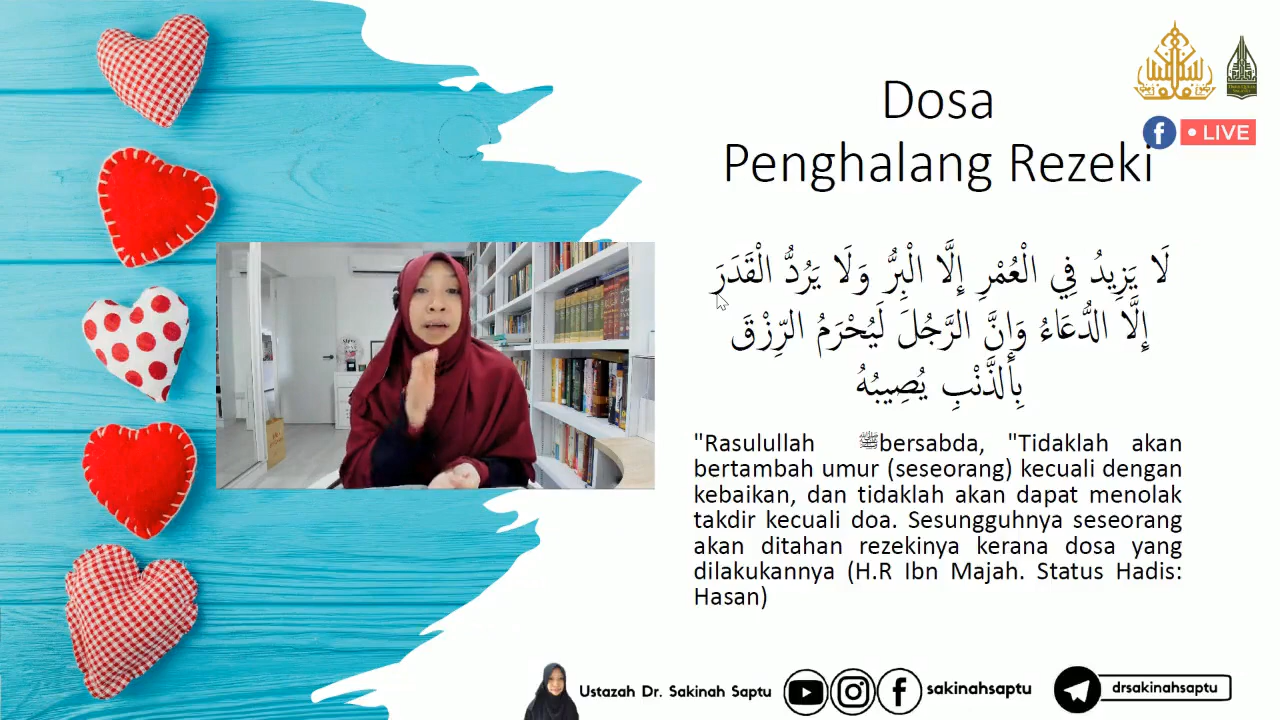 Dosa
Penghalang Rezeki
LIVE
لَا يَزِيدُ فِي الْعُمْرِ إِلَّا الْبِرُّ وَلَا يَرُدُّ الْقَدَرَ
إِلَّا الدُّعَاءُ وَإِنَّ الرَّجُلَ لَيُحْرَمُ الرِّزْقَ
بِالذَّنْبِ يُصِيبُهُ
"Rasulullah ﷺbersabda, "Tidaklah akan
bertambah umur (seseorang) kecuali dengan
kebaikan, dan tidaklah akan dapat menolak
takdir kecuali doa. Sesungguhnya seseorang
akan ditahan rezekinya kerana dosa yang
dilakukannya (H.R Ibn Majah. Status Hadis:
Hasan)
Ustazah Dr. Sakinah Saptu
sakinahsaptu
drsakinahsaptu